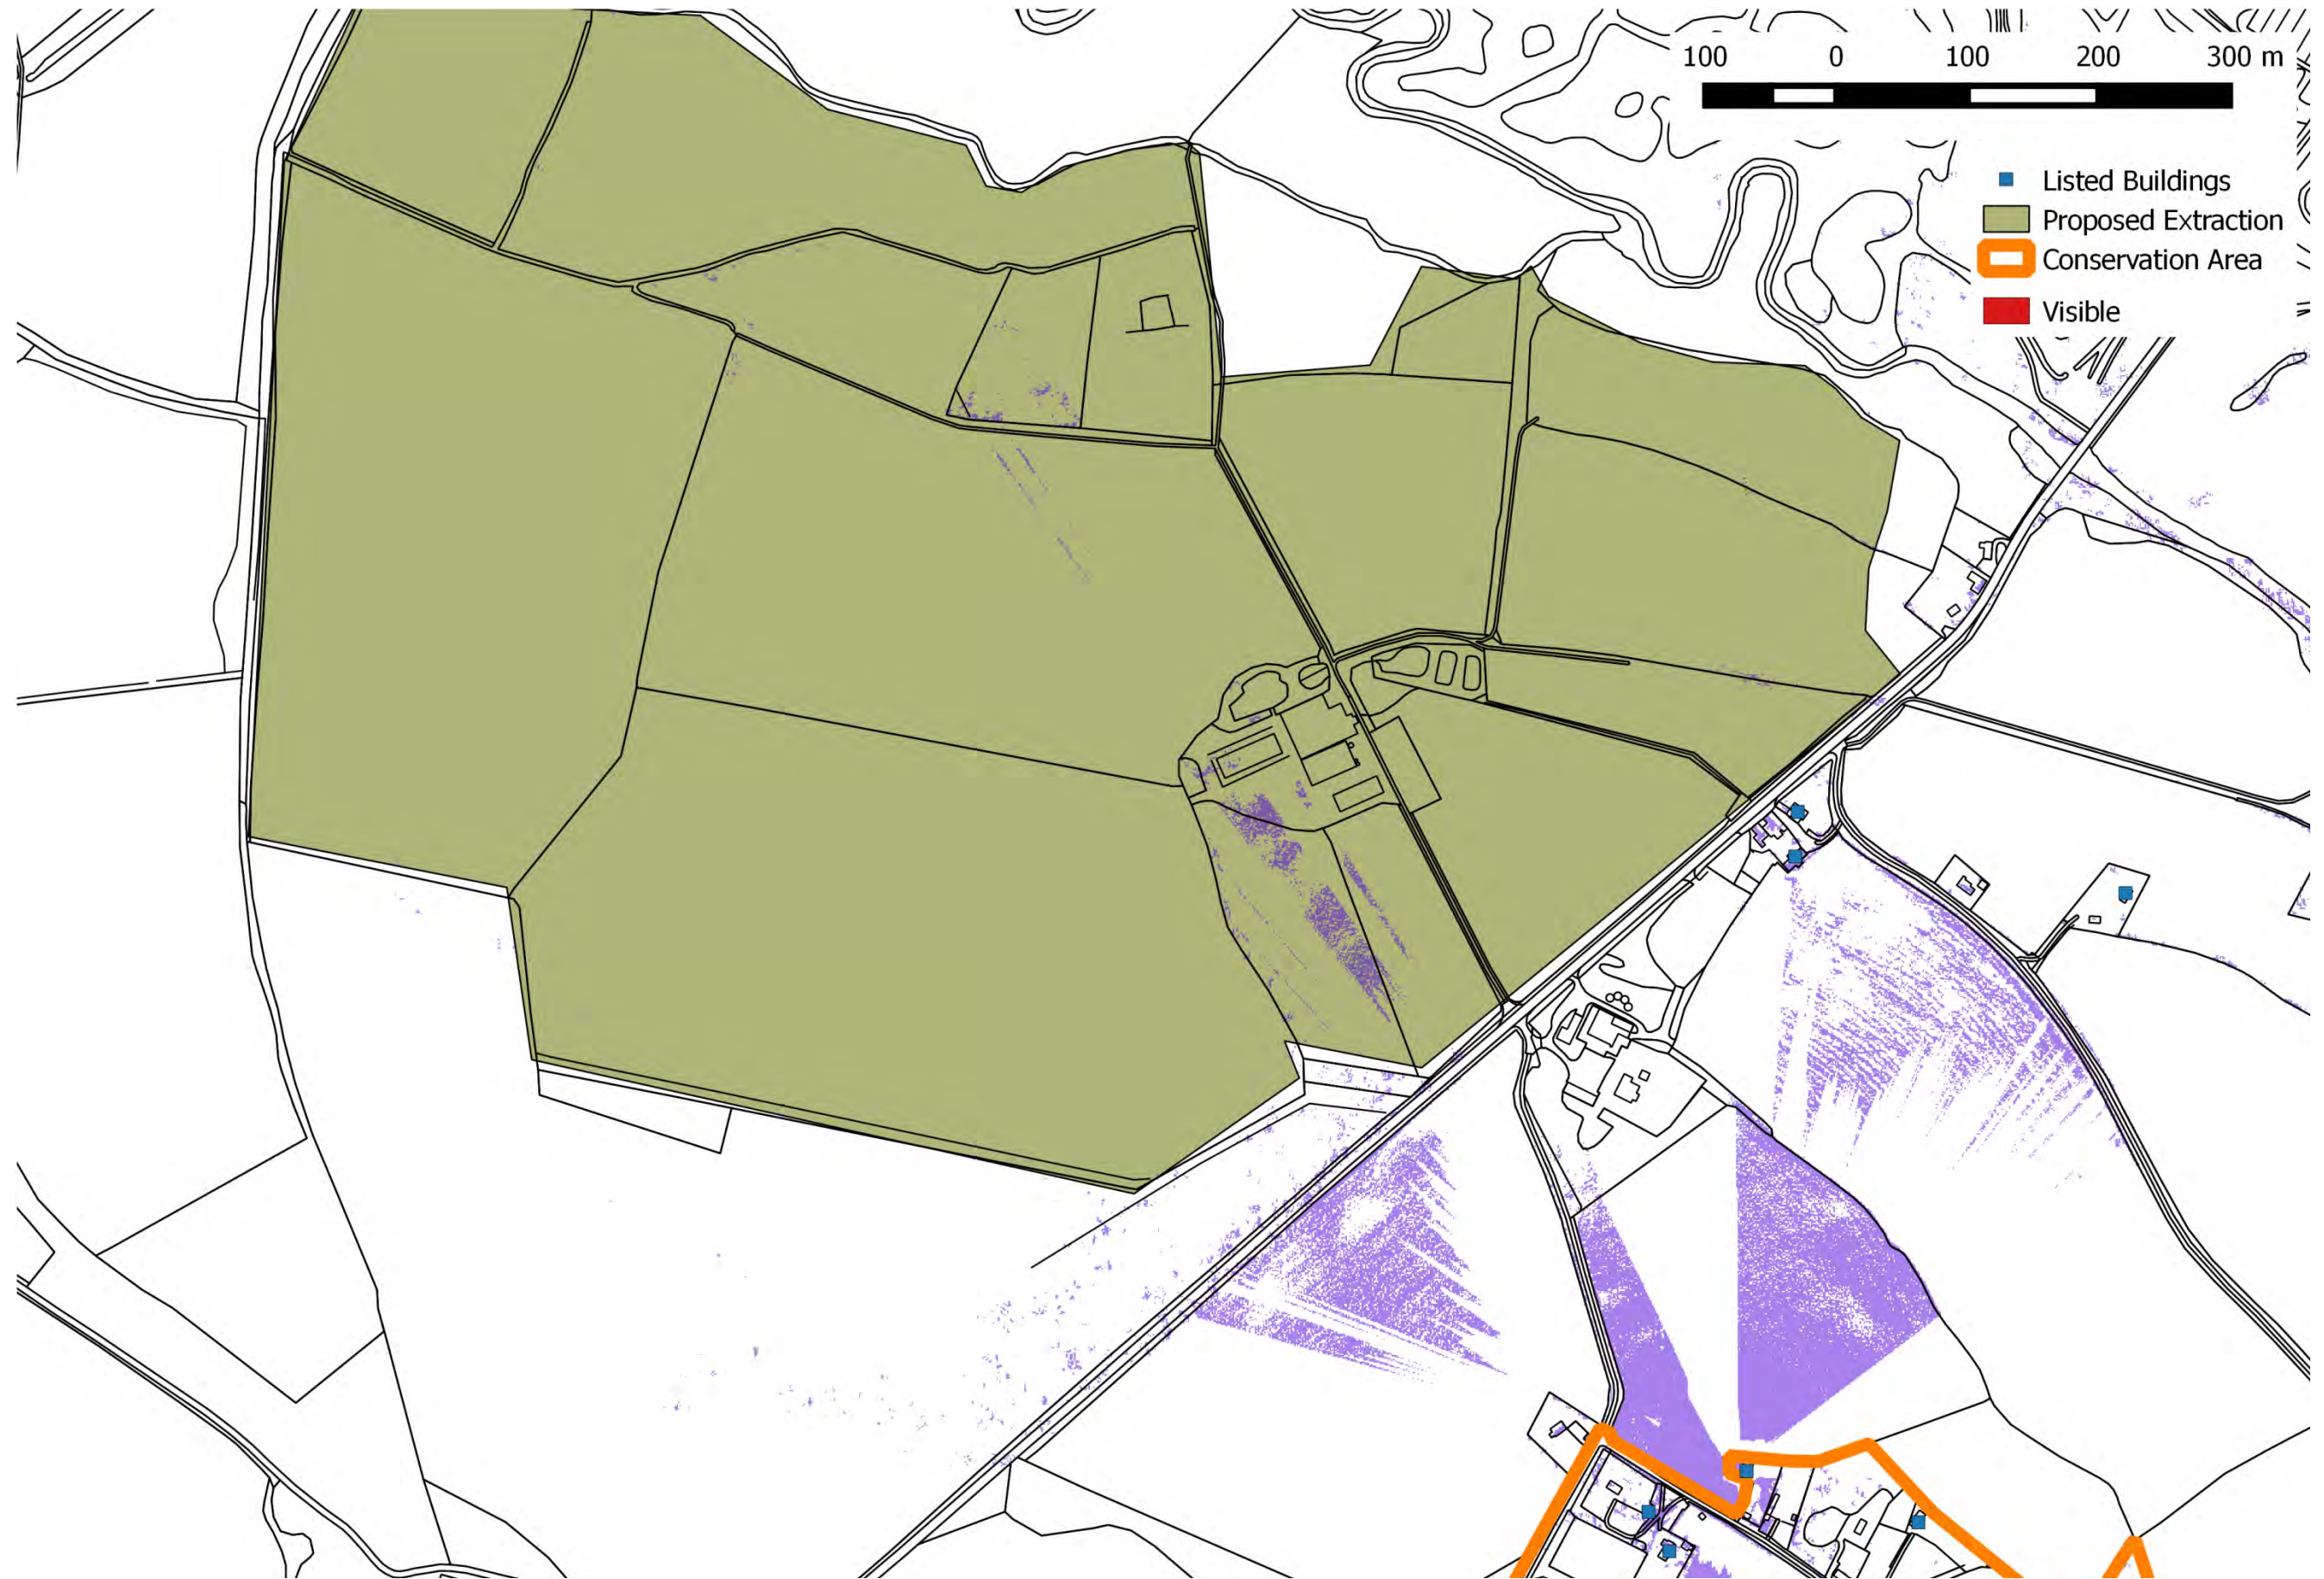 100 0 100 200 300 m
Listed Buildings
Proposed Extraction
Conservation Area
Visible